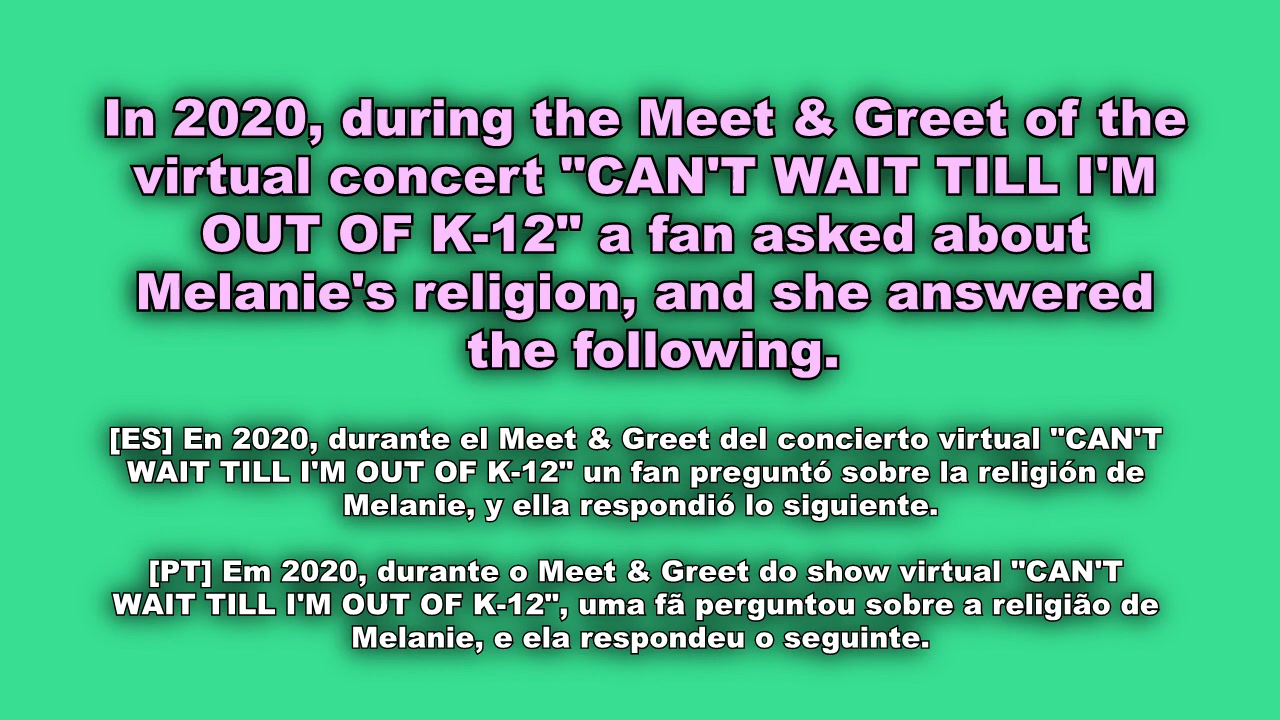 In 2020, during the Meet & Greet of the
virtual concert "CAN'T WAIT TILL I'M
OUT OF K-12" a fan asked about
Melanie's religion, and she answered
the following.
[ES] En 2020, durante el Meet & Greet del concierto virtual "CAN'T
WAIT TILL I'M OUT OF K-12" un fan preguntó sobre la religión de
Melanie, y ella respondió lo siguiente.
[PT] Em 2020, durante o Meet & Greet do show virtual "CAN'T
WAIT TILL I'M OUT OF K-12", uma fã perguntou sobre a religião de
Melanie, e ela respondeu o seguinte.